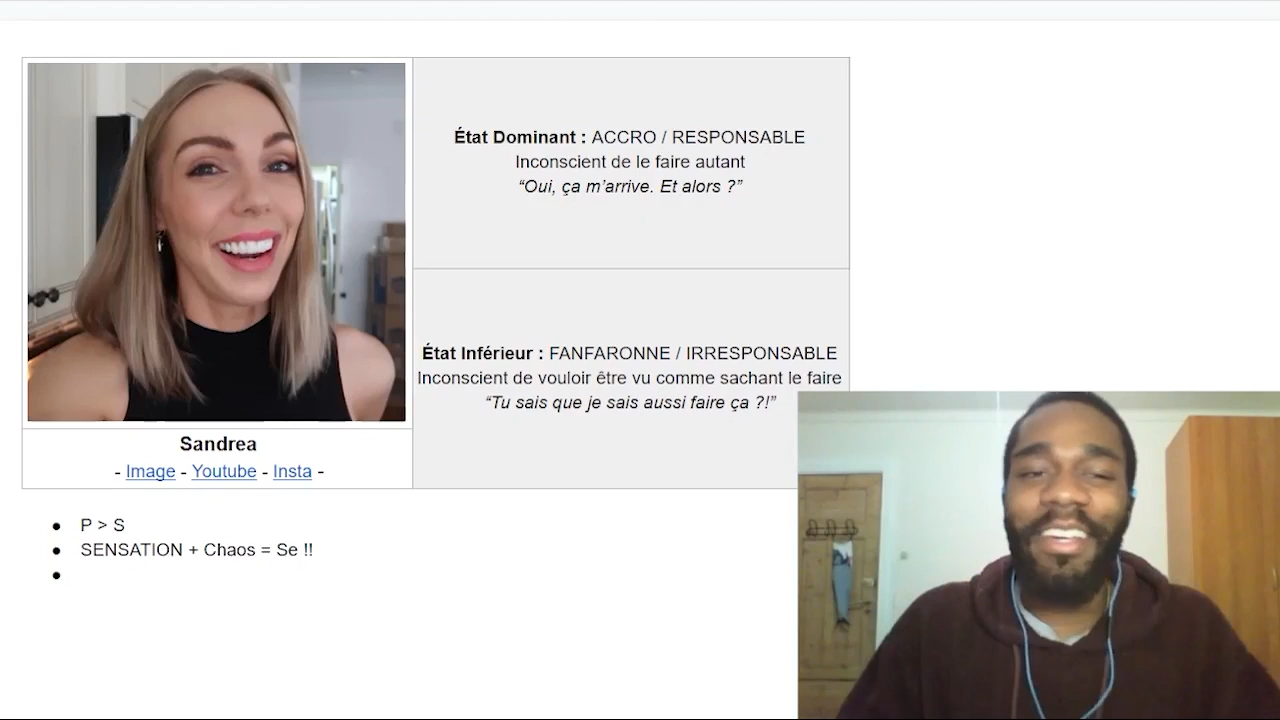 État Dominant : ACCRO / RESPONSABLE
Inconscient de le faire autant
“Oui, ça m’arrive. Et alors ?”
État Inférieur : FANFARONNE / IRRESPONSABLE
Inconscient de vouloir être vu comme sachant le faire
“Tu sais que je sais aussi faire ça ?!”
Sandrea
- Image - Youtube - Insta -
● P > S
● SENSATION + Chaos = Se !!
●